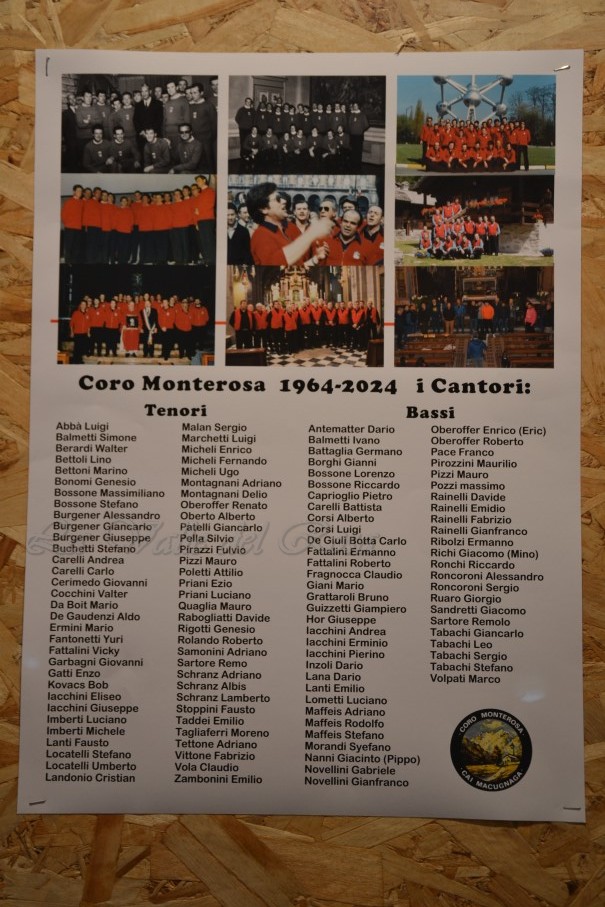 Coro Monterosa 1964-2024 i Cantori:
Tenori
Abbà Luigi
Balmetti Simone
Berardi Walter
Bettoli Lino
Bettoni Marino
Bonomi Genesio
Bossone Massimiliano
Bossone Stefano
Burgener Alessandro
Burgener Giancarlo
Burgener Giuseppe
Buchetti Stefano
Carelli Andrea
Carelli Carlo
Cerimedo Giovanni
Cocchini Valter
Da Boit Mario
De Gaudenzi Aldo
Ermini Mario
Fantonetti Yuri
Fattalini Vicky
Garbagni Giovanni
Gatti Enzo
Kovacs Bob
Iacchini Eliseo
Iacchini Giuseppe
Imberti Luciano
Imberti Michele
Lanti Fausto
Locatelli Stefano
Locatelli Umberto
Landonio Cristian
Malan Sergio
Marchetti Luigi
Micheli Enrico
Micheli Fernando
Micheli Ugo
Montagnani Adriano
Montagnani Delio
Oberoffer Renato
Oberto Alberto
Patelli Giancarlo
Pella Silvio
Pirazzi Fulvio
Pizzi Mauro
Poletti Attilio
Priani Ezio
Priani Luciano
Quaglia Mauro
Rabogliatti Davide
Rigotti Genesio
Rolando Roberto
Samonini Adriano
Sartore Remo
Schranz Adriano
Schranz Albis
Schranz Lamberto
Stoppini Fausto
Taddei Emilio
Tagliaferri Moreno
Tettone Adriano
Vittone Fabrizio
Vola Claudio
Zambonini Emilio
Bassi
Antematter Dario
Balmetti Ivano
Battaglia Germano
Borghi Gianni
Bossone Lorenzo
Bossone Riccardo
Caprioglio Pietro
Carelli Battista
Corsi Alberto
Corsi Luigi
De Giuli Botta Carlo
Fattalini Ermanno
Fattalini Roberto
Fragnocca Claudio
Giani Mario
Grattaroli Bruno
Guizzetti Giampiero
Hor Giuseppe
Iacchini Andrea
Iacchini Erminio
Iacchini Pierino
Inzoli Dario
Lana Dario
Lanti Emilio
Lometti Luciano
Maffeis Adriano
Maffeis Rodolfo
Maffeis Stefano
Morandi Syefano
Nanni Giacinto (Pippo)
Novellini Gabriele
Novellini Gianfranco
Oberoffer Enrico (Eric)
Oberoffer Roberto
Pace Franco
Pirozzini Maurilio
Pizzi Mauro
Pozzi massimo
Rainelli Davide
Rainelli Emidio
Rainelli Fabrizio
Rainelli Gianfranco
Ribolzi Ermanno
Richi Giacomo (Mino)
Ronchi Riccardo
Roncoroni Alessandro
Roncoroni Sergio
Ruaro Giorgio
Sandretti Giacomo
Sartore Remolo
Tabachi Giancarlo
Tabachi Leo
Tabachi Sergio
Tabachi Stefano
Volpati Marco
CORO MONTEROSA
CAI MACUGNAGA